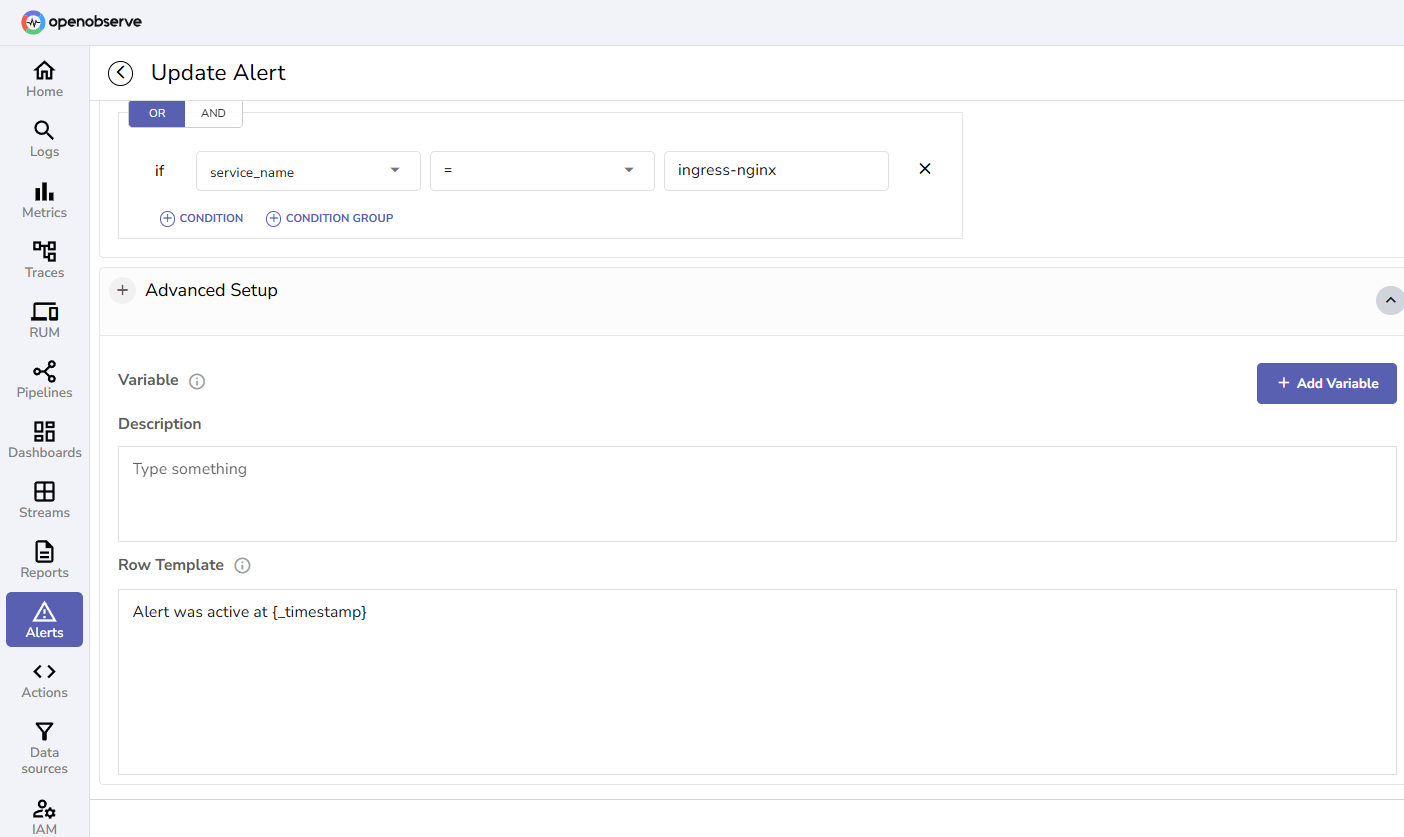 openobserve
Home
Logs
Metrics
Traces
RUM
Pipelines
Dashboards
Streams
Reports
Alerts
Actions
Data
sources
IAM
Update Alert
OR AND
if service_name = ingress-nginx
CONDITION CONDITION GROUP
Advanced Setup
Variable
Add Variable
Description
Type something
Row Template
Alert was active at {_timestamp}